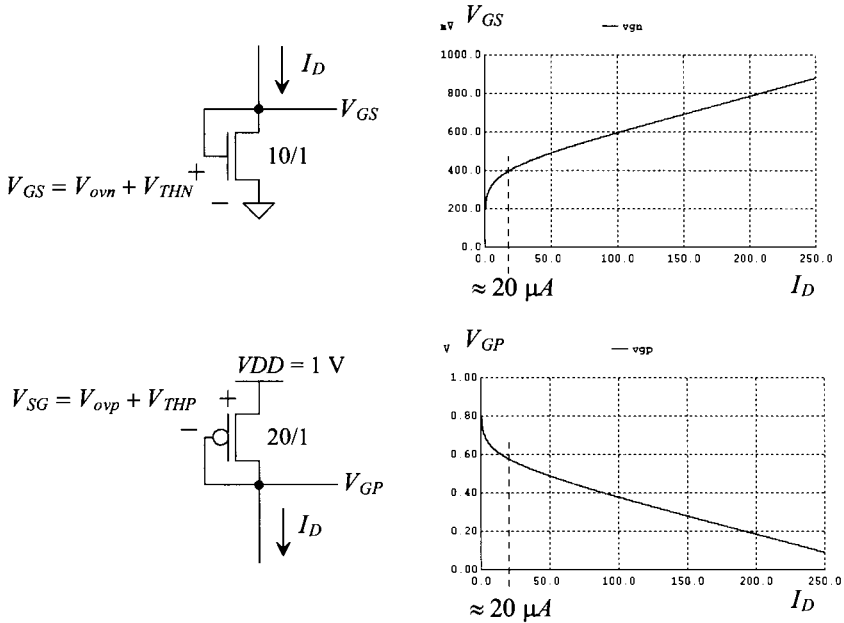 I_D
V_GS
10/1
V_GS = V_ovn + V_THN
+
−
mV V_GS
vgn
1000.0
800.0
600.0
400.0
200.0
0.0
0.0 50.0 100.0 150.0 200.0 250.0
≈ 20 μA
I_D
VDD = 1 V
V_SG = V_ovp + V_THP
+
−
20/1
V_GP
I_D
V V_GP
vgp
1.00
0.80
0.60
0.40
0.20
0.00
0.0 50.0 100.0 150.0 200.0 250.0
≈ 20 μA
I_D